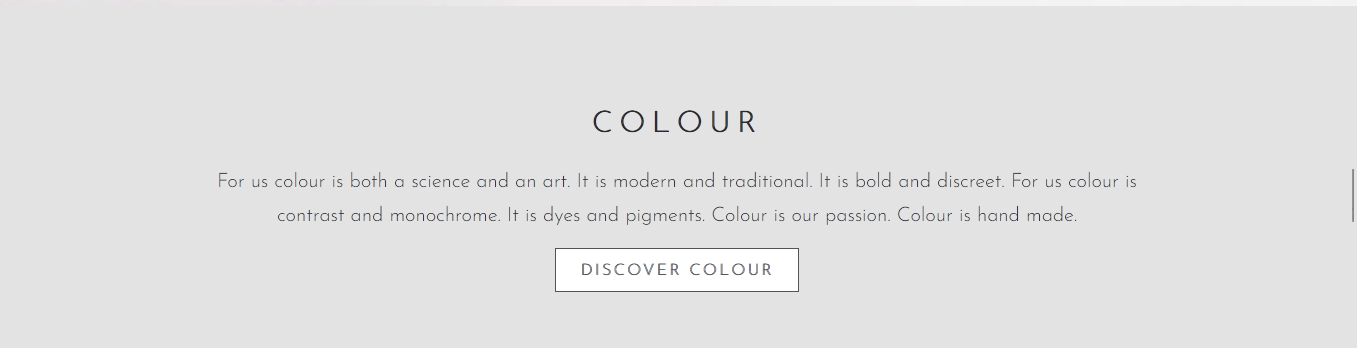 COLOUR
For us colour is both a science and an art. It is modern and traditional. It is bold and discreet. For us colour is
contrast and monochrome. It is dyes and pigments. Colour is our passion. Colour is hand made.
DISCOVER COLOUR